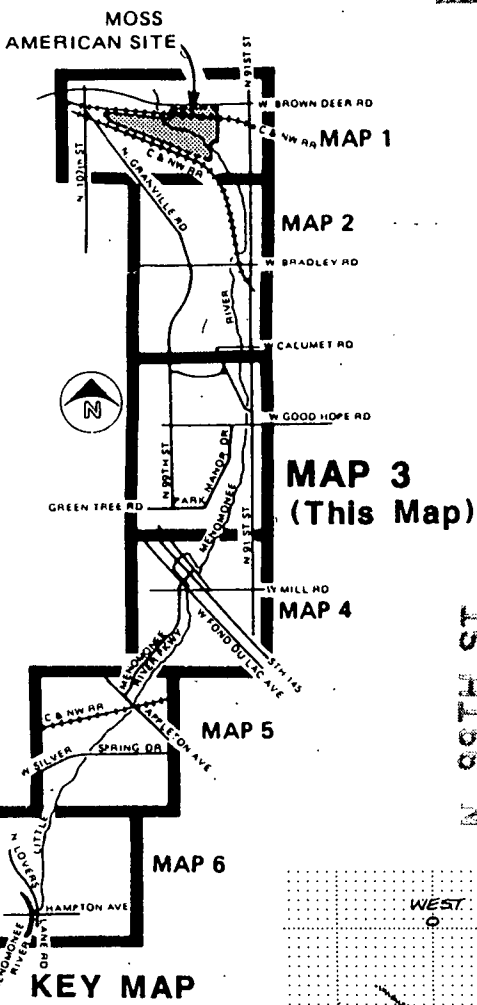 MOSS
AMERICAN SITE
N 91ST ST
W BROWN DEER RD
C & NW RR
MAP 1
N 107th ST
C & NW RR
N GRANVILLE RD
MAP 2
W BRADLEY RD
RIVER
W CALUMET RD
N
W GOOD HOPE RD
N 99TH ST
MANOR DR
PARK
MAP 3
(This Map)
GREEN TREE RD
MENOMONEE
N 91 ST ST
W MILL RD
MAP 4
W FOND DU LAC AVE
STH 145
MENOMONEE
RIVER PKWY
C & NW RR
APPLETON AVE
MAP 5
W SILVER
SPRING DR
LITTLE
MAP 6
N LOVERS
HAMPTON AVE
LANE RD
MENOMONEE
RIVER
KEY MAP
N 99TH ST
WEST